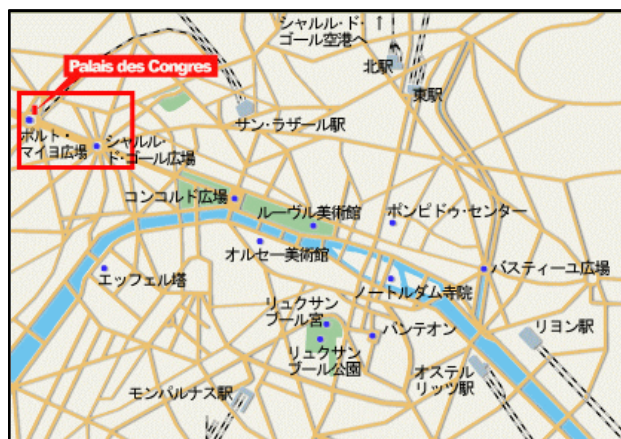 シャルル・ド・
ゴール空港へ ↑
北駅
東駅
Palais des Congres
サン・ラザール駅
ポルト・
マイヨ広場
シャルル・
ド・ゴール広場
コンコルド広場
ルーヴル美術館
ポンピドゥ・センター
オルセー美術館
エッフェル塔
バスティーユ広場
ノートルダム寺院
リュクサン
ブール宮
パンテオン
リヨン駅
リュクサン
ブール公園
オステル
リッツ駅
モンパルナス駅